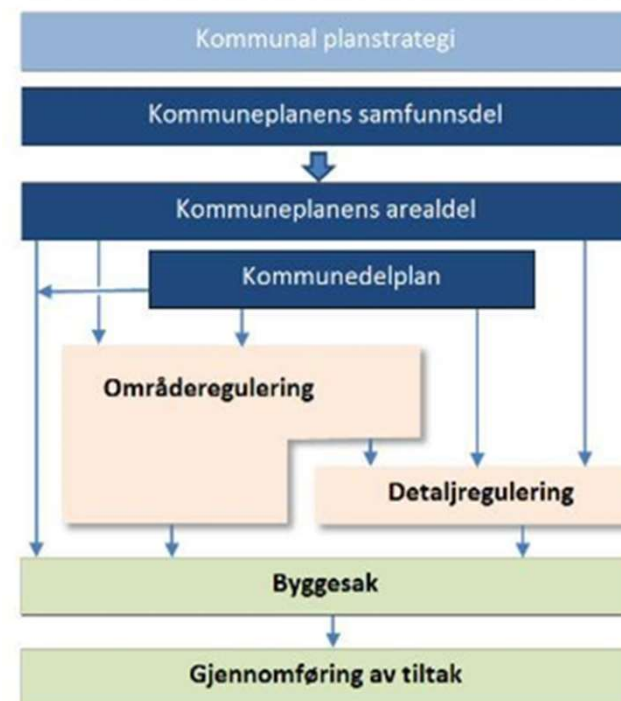 Kommunal planstrategi
Kommuneplanens samfunnsdel
Kommuneplanens arealdel
Kommunedelplan
Områderegulering
Detaljregulering
Byggesak
Gjennomføring av tiltak